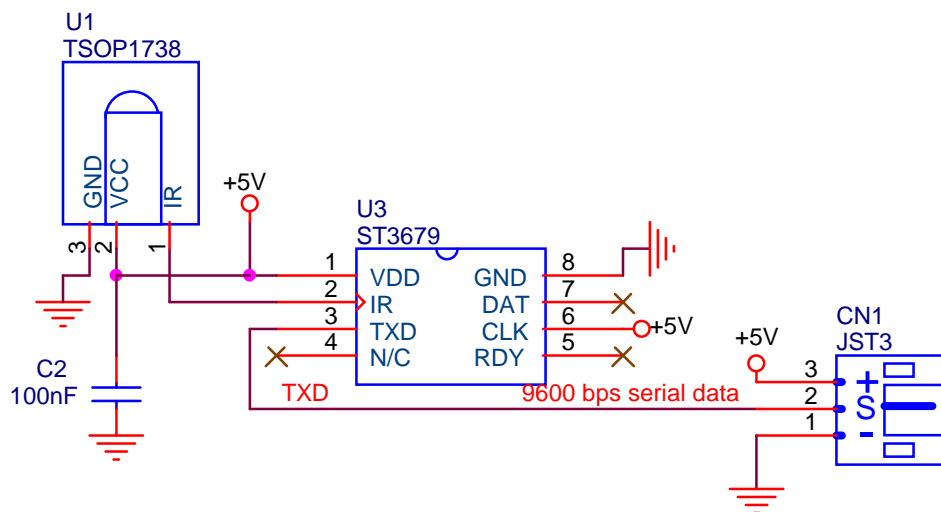 U1
TSOP1738
GND
VCC
IR
3
2
1
+5V
C2
100nF
U3
ST3679
1
2
3
4
VDD
IR
TXD
N/C
GND
DAT
CLK
RDY
8
7
6
5
+5V
TXD
9600 bps serial data
CN1
JST3
+5V
3
2
1
+
S
-